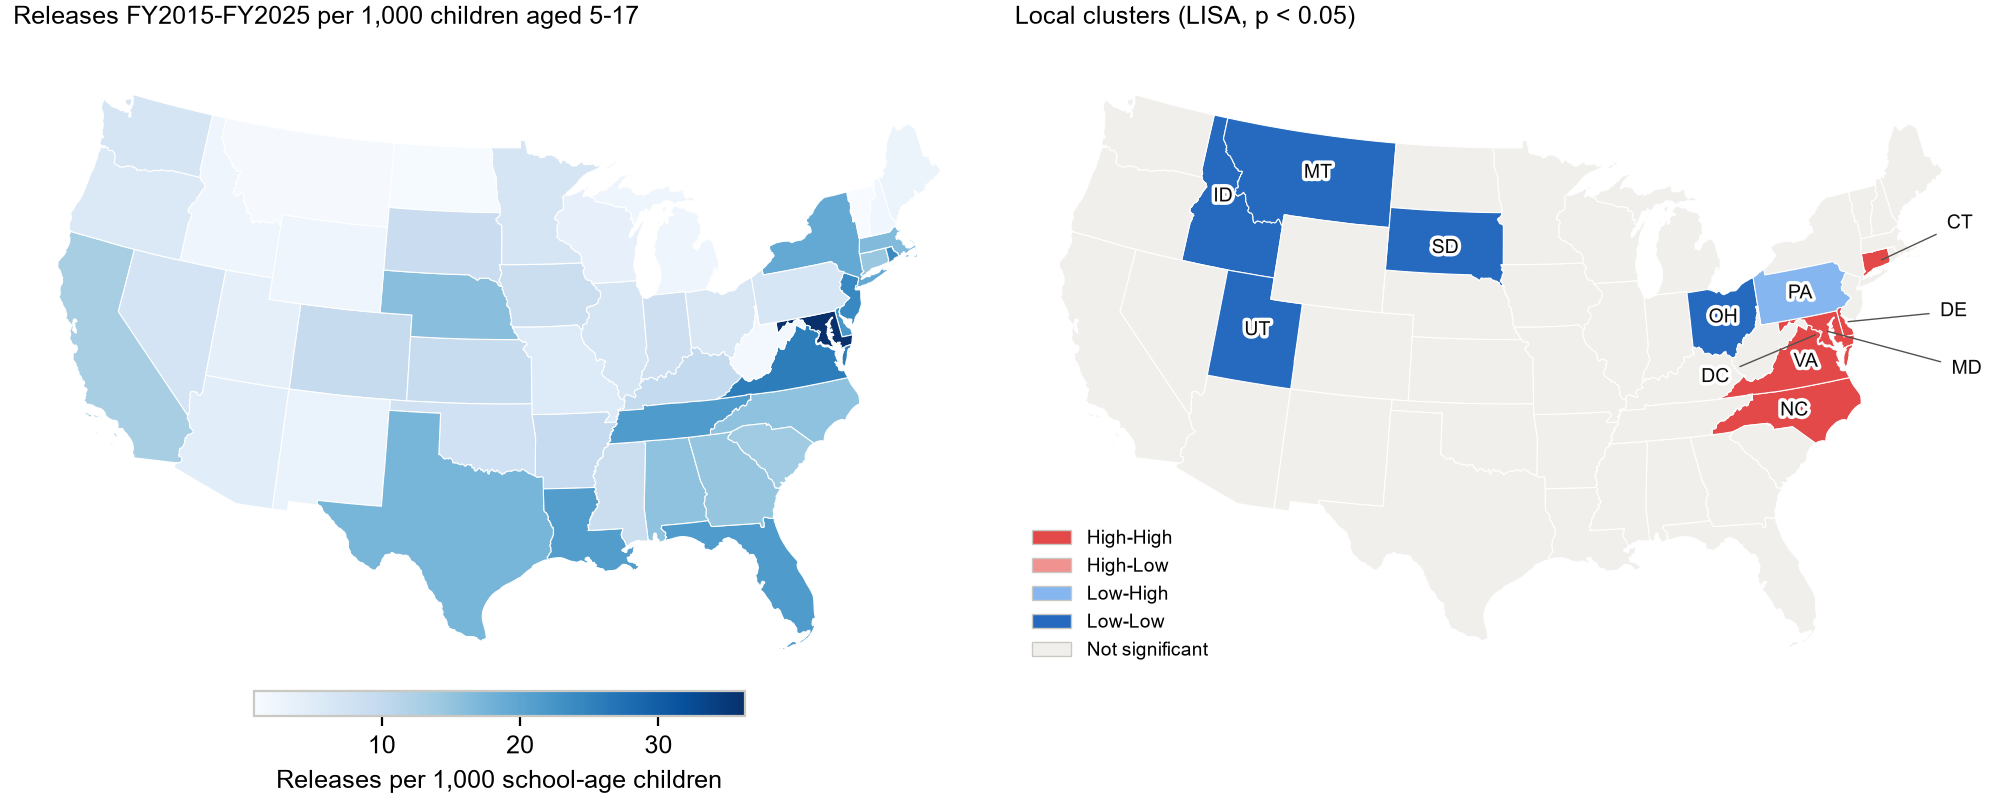 Releases FY2015-FY2025 per 1,000 children aged 5-17
10 20 30
Releases per 1,000 school-age children
Local clusters (LISA, p < 0.05)
MT
ID
CT
SD
PA
DE
OH
UT
VA
MD
DC
NC
High-High
High-Low
Low-High
Low-Low
Not significant